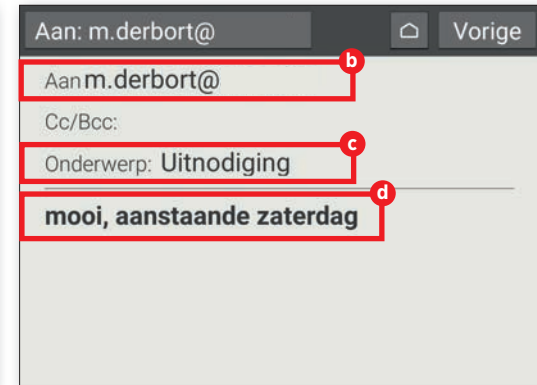 Aan: m.derbort@ Vorige
b
Aan m.derbort@
Cc/Bcc:
c
Onderwerp: Uitnodiging
d
mooi, aanstaande zaterdag